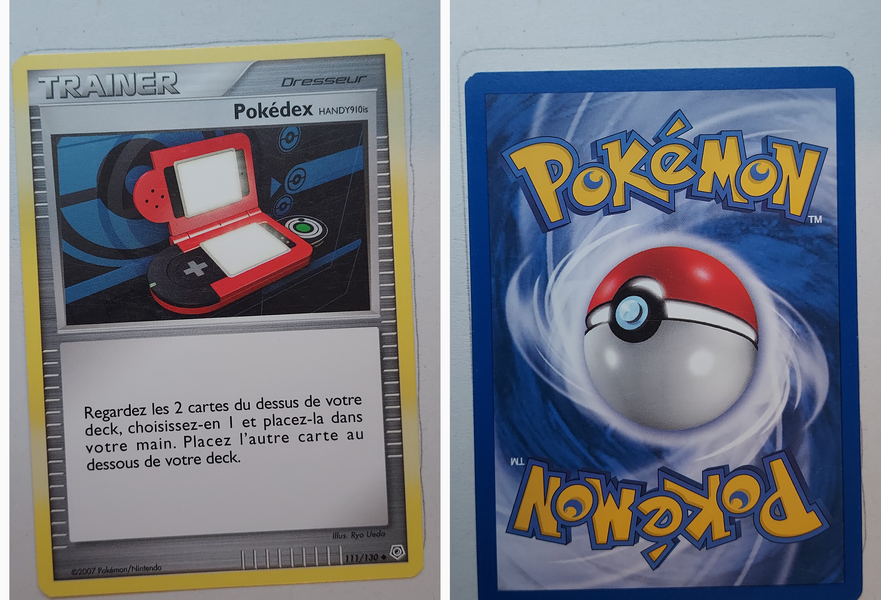 TRAINER
Dresseur
Pokédex HANDY910is
Regardez les 2 cartes du dessus de votre
deck, choisissez-en 1 et placez-la dans
votre main. Placez l'autre carte au
dessous de votre deck.
Illus. Ryo Ueda
©2007 Pokémon/Nintendo
111/130
POKéMON
TM
TM
POKéMON